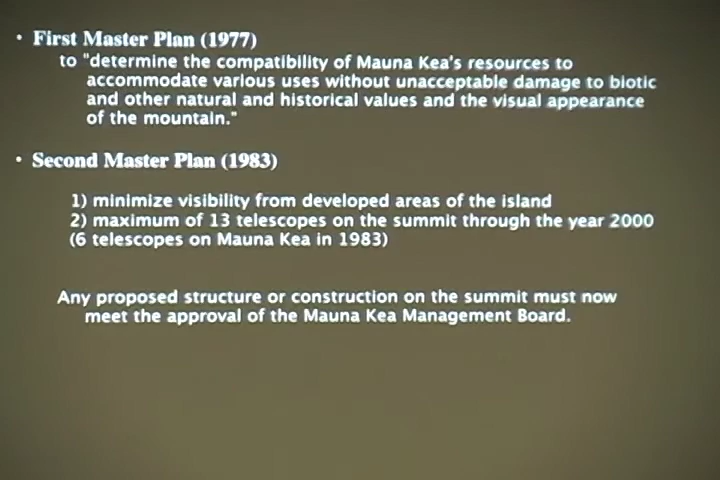 • First Master Plan (1977)
to "determine the compatibility of Mauna Kea's resources to
accommodate various uses without unacceptable damage to biotic
and other natural and historical values and the visual appearance
of the mountain."
• Second Master Plan (1983)
1) minimize visibility from developed areas of the island
2) maximum of 13 telescopes on the summit through the year 2000
(6 telescopes on Mauna Kea in 1983)
Any proposed structure or construction on the summit must now
meet the approval of the Mauna Kea Management Board.